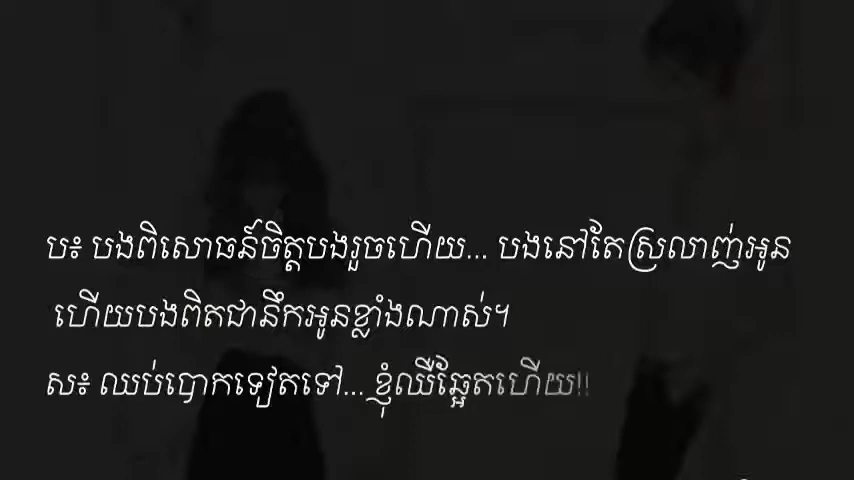 ប៖ បងពិសោធន៍ចិត្តបងរួចហើយ... បងនៅតែស្រលាញ់អូន
ហើយបងពិតជានឹកអូនខ្លាំងណាស់។
ស៖ ឈប់បោកទៀតទៅ... ខ្ញុំឈឺឆ្អែតហើយ!!